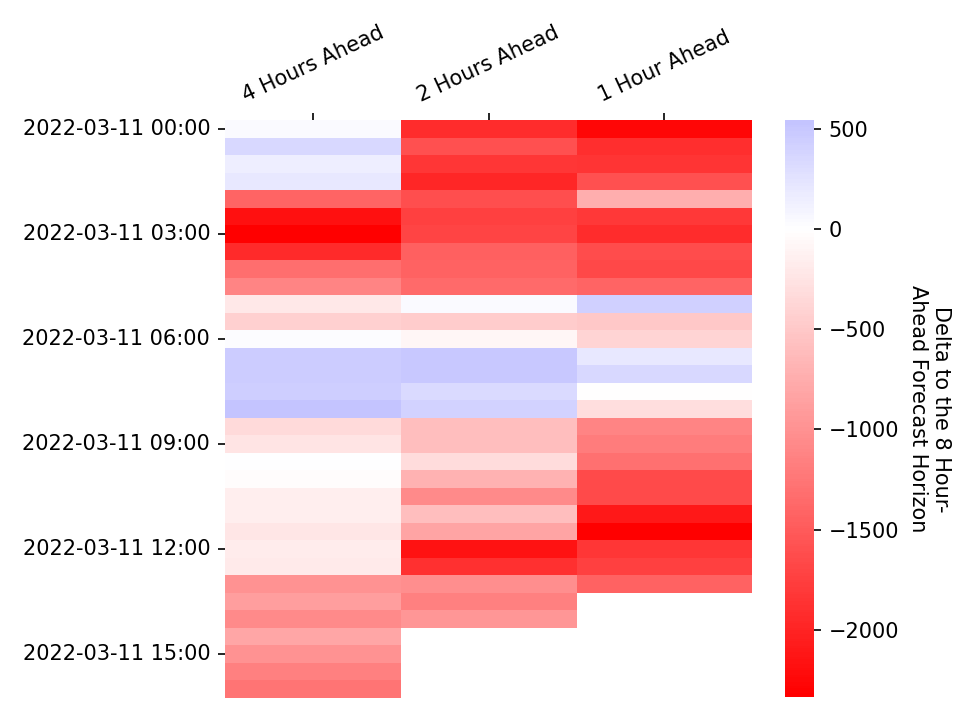 4 Hours Ahead
2 Hours Ahead
1 Hour Ahead
2022-03-11 00:00
2022-03-11 03:00
2022-03-11 06:00
2022-03-11 09:00
2022-03-11 12:00
2022-03-11 15:00
500
0
−500
−1000
−1500
−2000
Delta to the 8 Hour-
Ahead Forecast Horizon